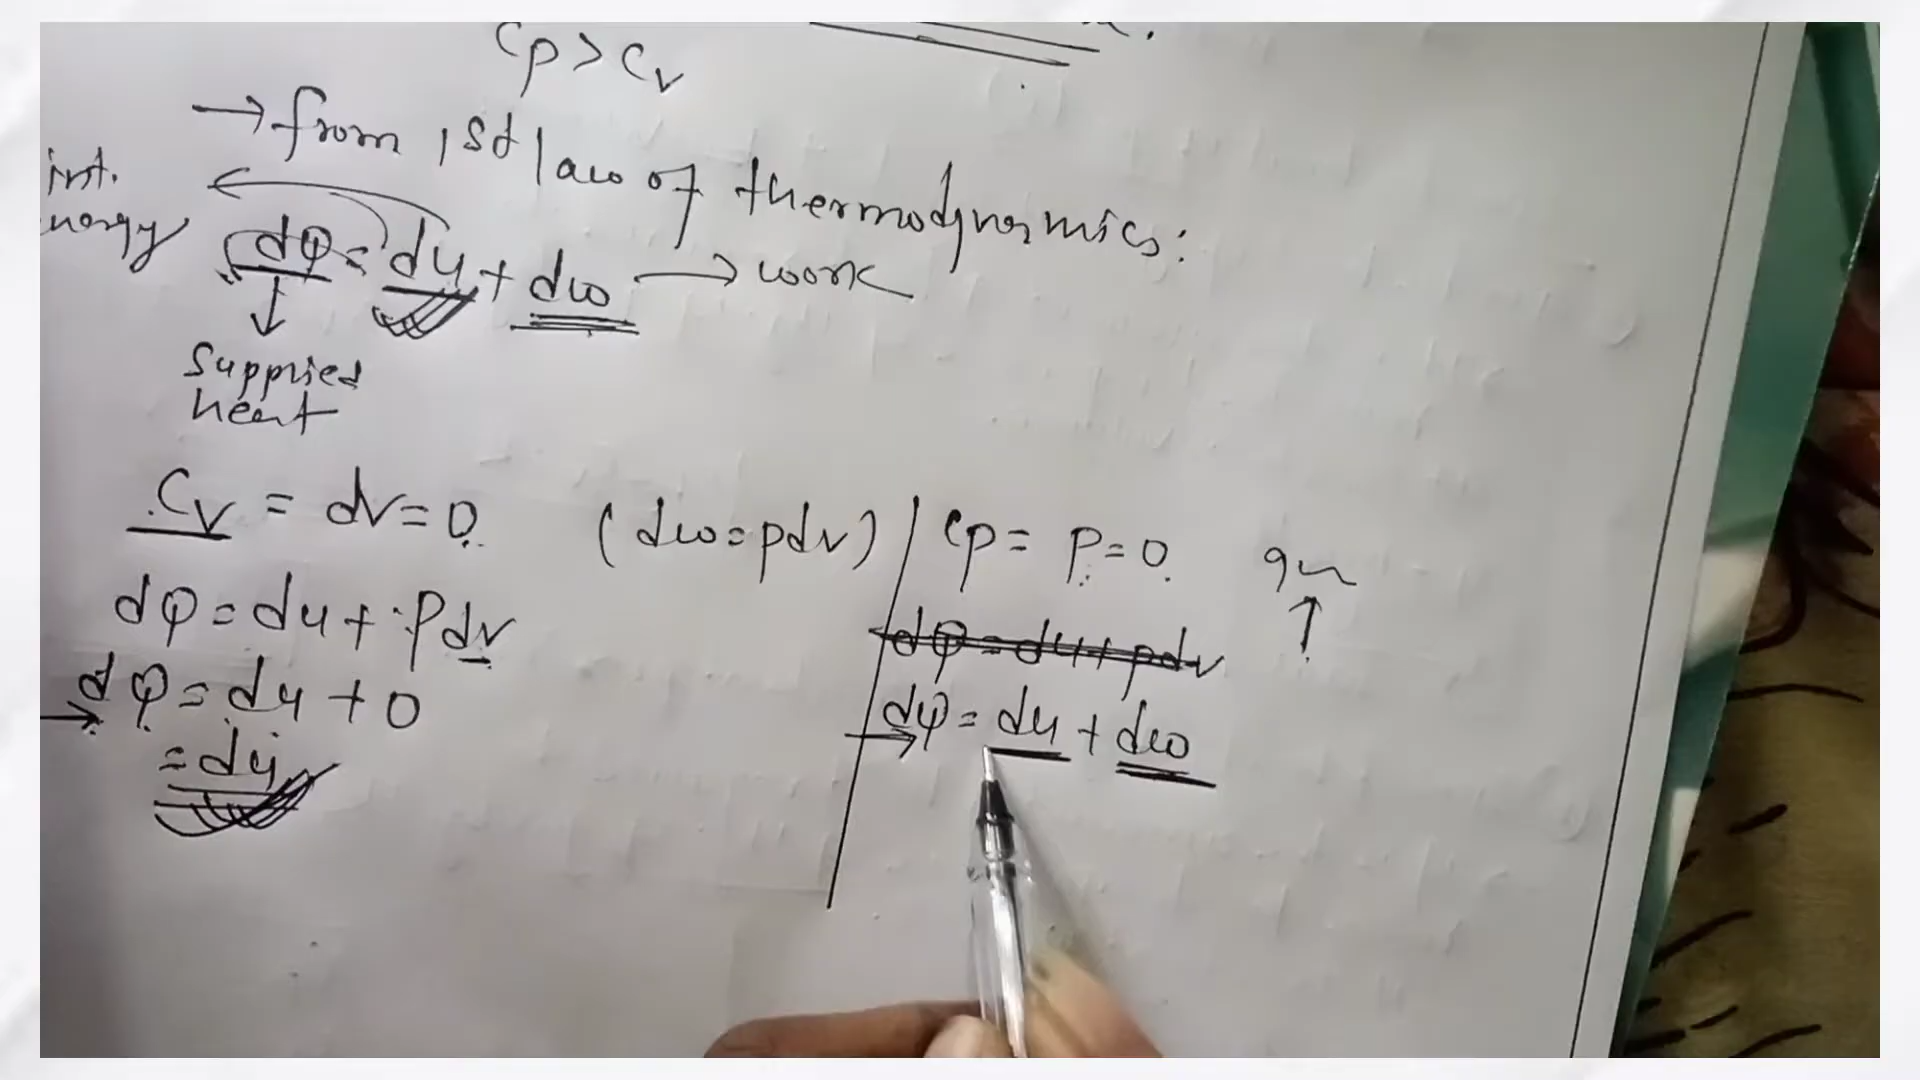 Cp > Cv
→ from 1st law of thermodynamics:
int.
energy
dQ = du + dw → work
Supplied
heat
Cv = dv = 0 (dw = pdv)
dQ = du + Pdv
→ dQ = du + 0
= du
Cp = P = 0
dQ = du + pdv
→ dQ = du + dw